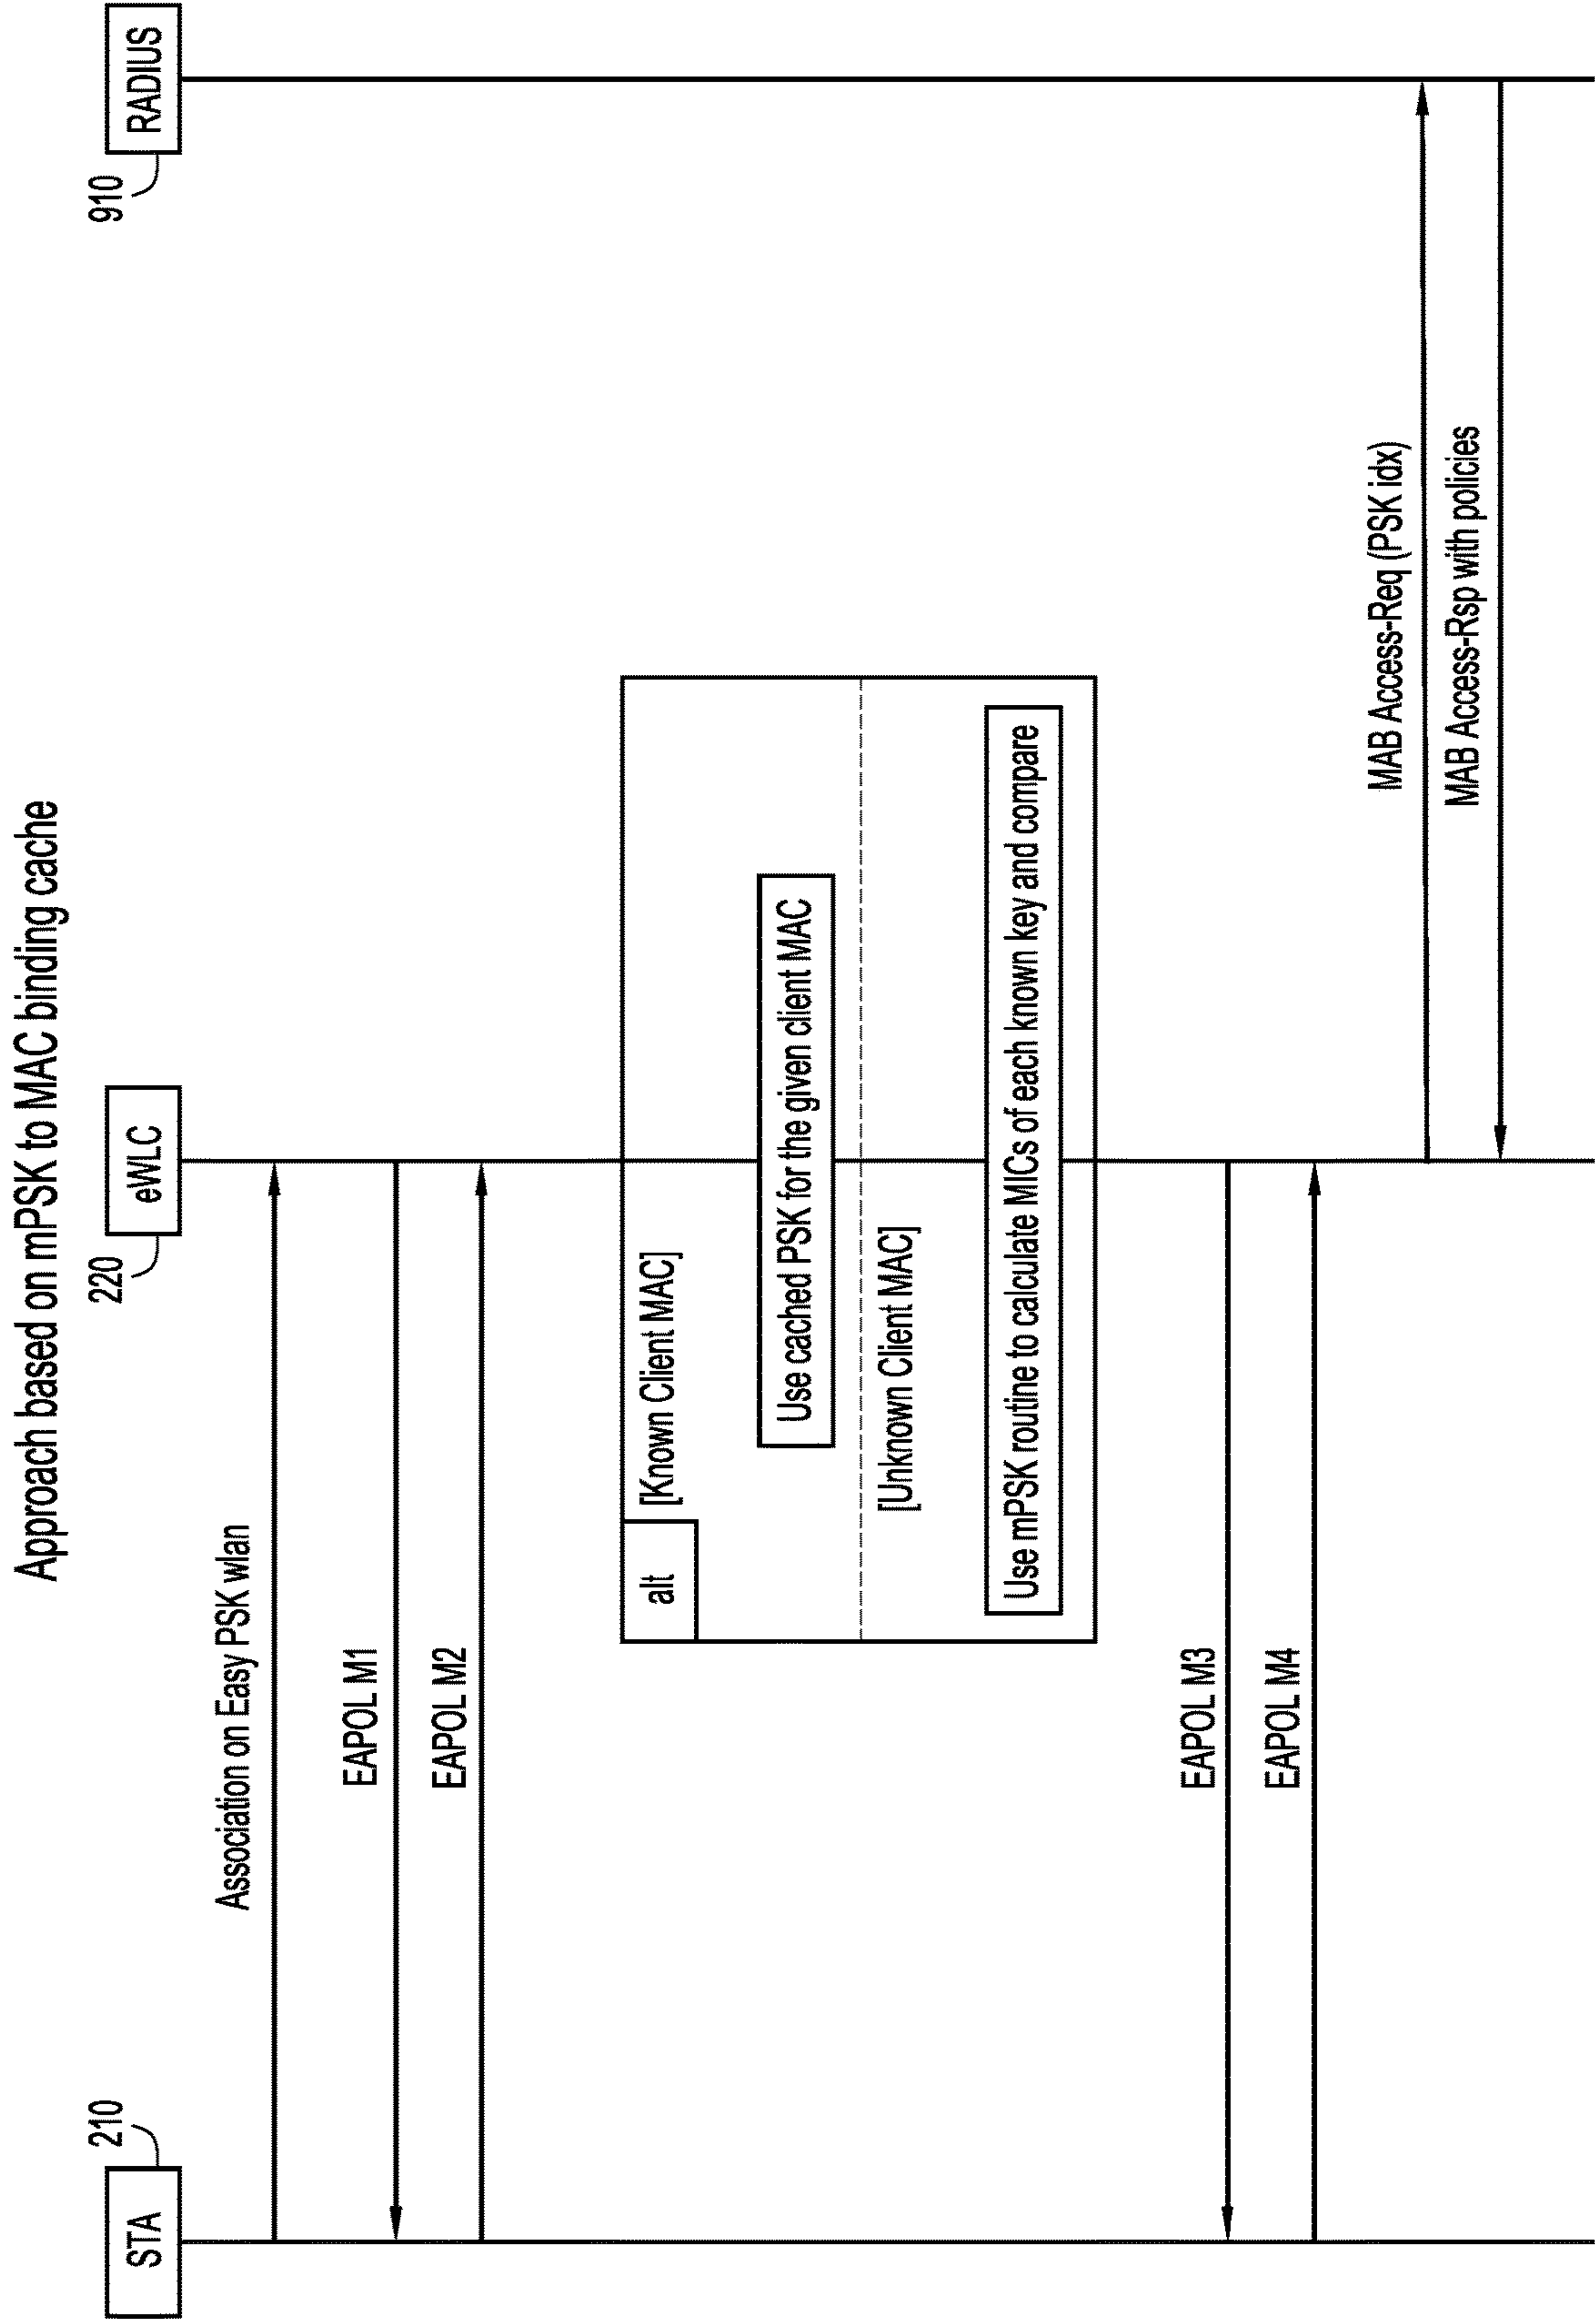 Approach based on mPSK to MAC binding cache
210
220
910
STA
eWLC
RADIUS
Association on Easy PSK wlan
EAPOL M1
EAPOL M2
alt
[Known Client MAC]
Use cached PSK for the given client MAC
[Unknown Client MAC]
Use mPSK routine to calculate MICs of each known key and compare
EAPOL M3
EAPOL M4
MAB Access-Req (PSK idx)
MAB Access-Rsp with policies